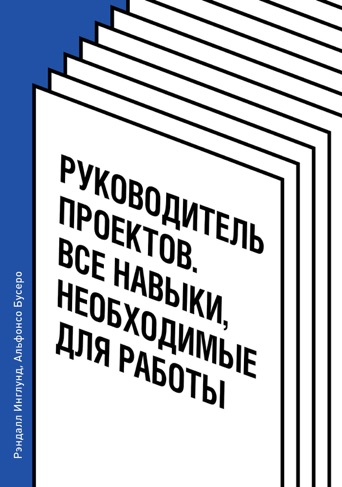 РУКОВОДИТЕЛЬ
ПРОЕКТОВ.
ВСЕ НАВЫКИ,
НЕОБХОДИМЫЕ
ДЛЯ РАБОТЫ
Рэндалл Инглунд, Альфонсо Бусеро